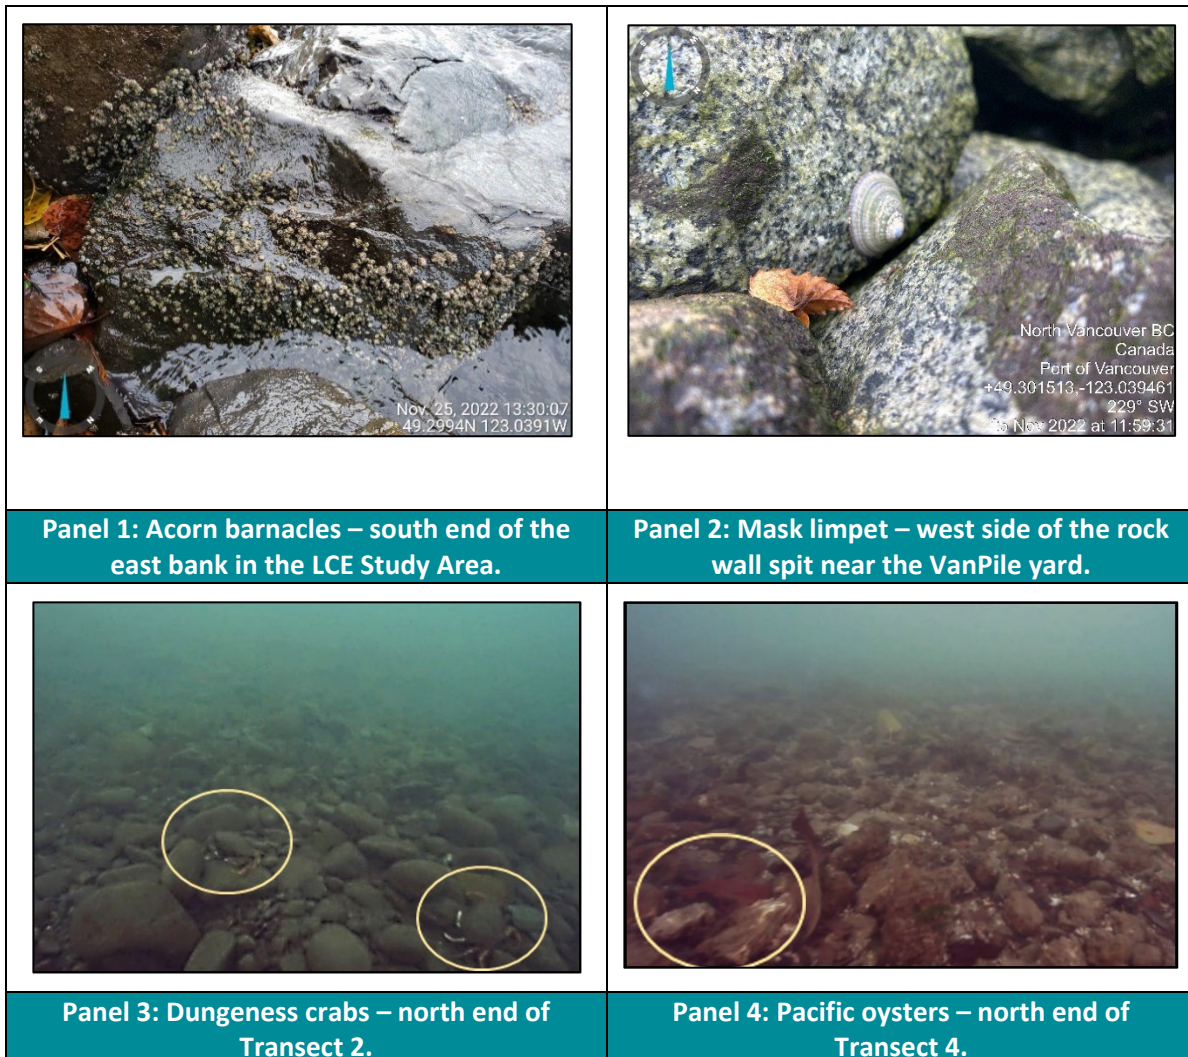 Nov. 25, 2022 13:30:07
49.2994N 123.0391W
North Vancouver BC
Canada
Port of Vancouver
+49.301513,-123.039461
229° SW
Nov 2022 at 11:59:31
Panel 1: Acorn barnacles – south end of the
east bank in the LCE Study Area.
Panel 2: Mask limpet – west side of the rock
wall spit near the VanPile yard.
Panel 3: Dungeness crabs – north end of
Transect 2.
Panel 4: Pacific oysters – north end of
Transect 4.